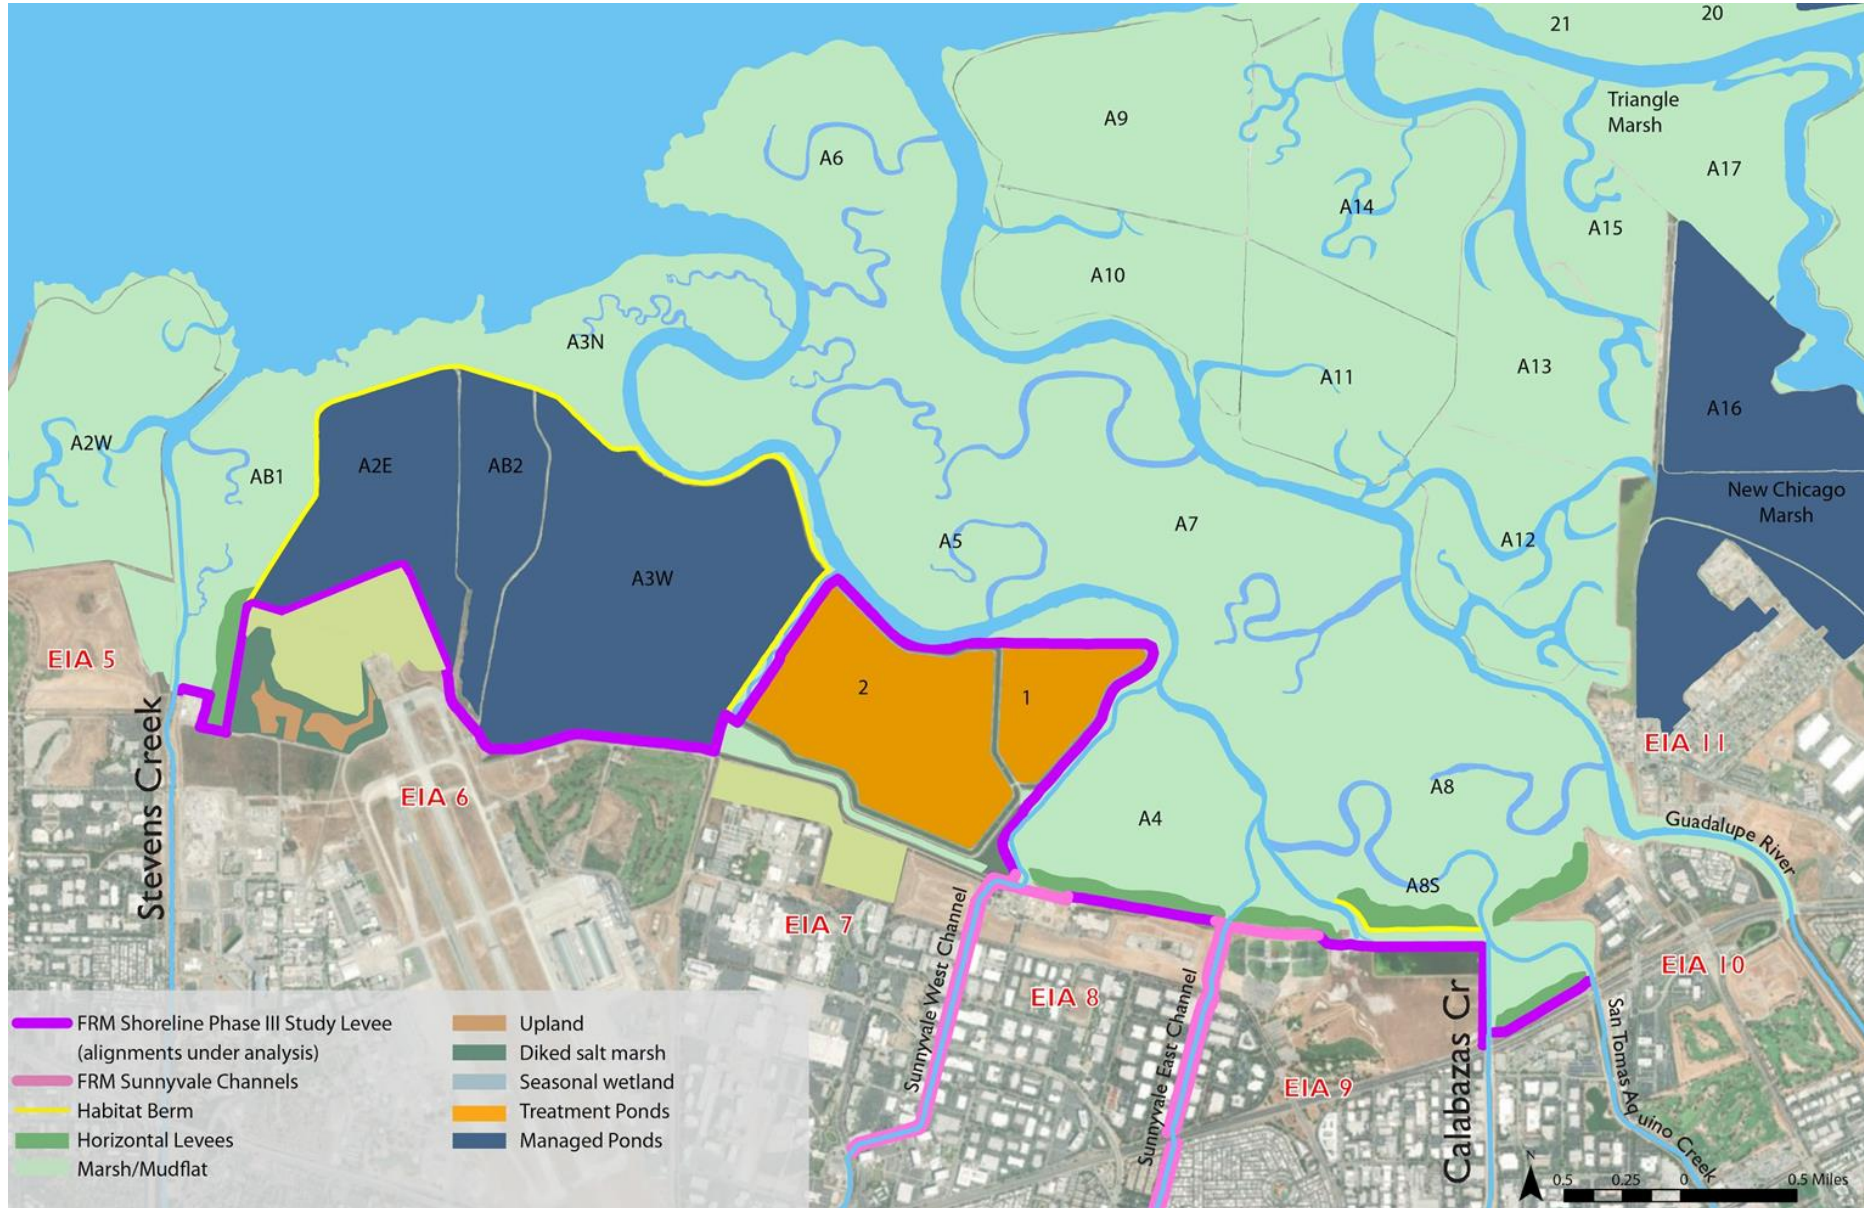 21
20
Triangle
Marsh
A9
A6
A17
A14
A15
A10
A3N
A13
A11
A16
A2W
A2E
AB2
AB1
New Chicago
Marsh
A7
A5
A12
A3W
EIA 5
2
1
Stevens Creek
EIA 11
EIA 6
A8
A4
Guadalupe River
A8S
EIA 7
Sunnyvale West Channel
EIA 8
Sunnyvale East Channel
EIA 10
Calabazas Cr
EIA 9
San Tomas Aquino Creek
FRM Shoreline Phase III Study Levee
(alignments under analysis)
FRM Sunnyvale Channels
Habitat Berm
Horizontal Levees
Marsh/Mudflat
Upland
Diked salt marsh
Seasonal wetland
Treatment Ponds
Managed Ponds
N
0.5 0.25 0 0.5 Miles